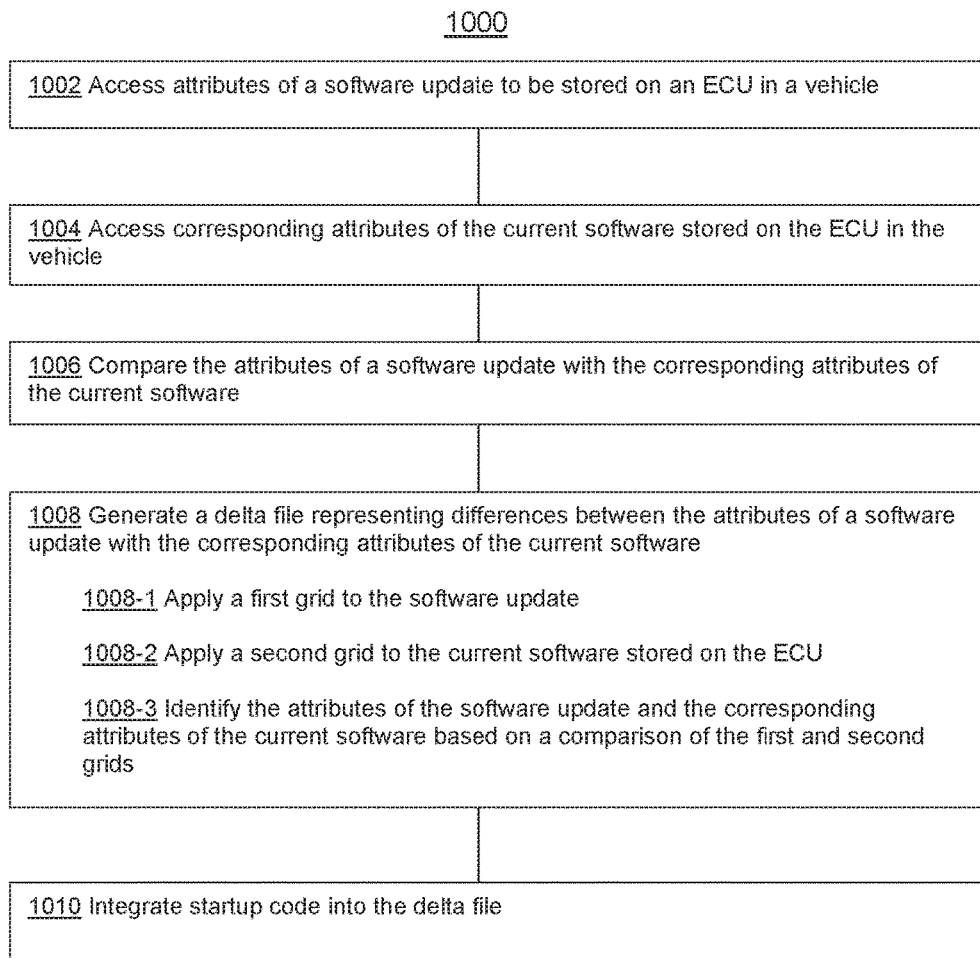 1000
1002 Access attributes of a software update to be stored on an ECU in a vehicle
1004 Access corresponding attributes of the current software stored on the ECU in the
vehicle
1006 Compare the attributes of a software update with the corresponding attributes of
the current software
1008 Generate a delta file representing differences between the attributes of a software
update with the corresponding attributes of the current software
1008-1 Apply a first grid to the software update
1008-2 Apply a second grid to the current software stored on the ECU
1008-3 Identify the attributes of the software update and the corresponding
attributes of the current software based on a comparison of the first and second
grids
1010 Integrate startup code into the delta file